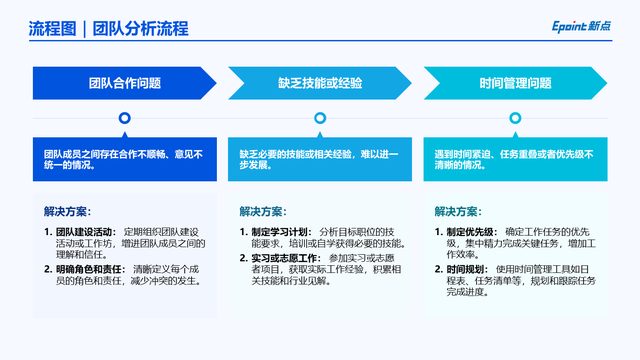 流程图｜团队分析流程
Epoint新点
团队合作问题
缺乏技能或经验
时间管理问题
团队成员之间存在合作不顺畅、意见不
统一的情况。
缺乏必要的技能或相关经验，难以进一
步发展。
遇到时间紧迫、任务重叠或者优先级不
清晰的情况。
解决方案：
1. 团队建设活动： 定期组织团队建设
活动或工作坊，增进团队成员之间的
理解和信任。
2. 明确角色和责任： 清晰定义每个成
员的角色和责任，减少冲突的发生。
解决方案：
1. 制定学习计划： 分析目标职位的技
能要求，培训或自学获得必要的技能。
2. 实习或志愿工作： 参加实习或志愿
者项目，获取实际工作经验，积累相
关技能和行业见解。
解决方案：
1. 制定优先级： 确定工作任务的优先
级，集中精力完成关键任务，增加工
作效率。
2. 时间规划： 使用时间管理工具如日
程表、任务清单等，规划和跟踪任务
完成进度。